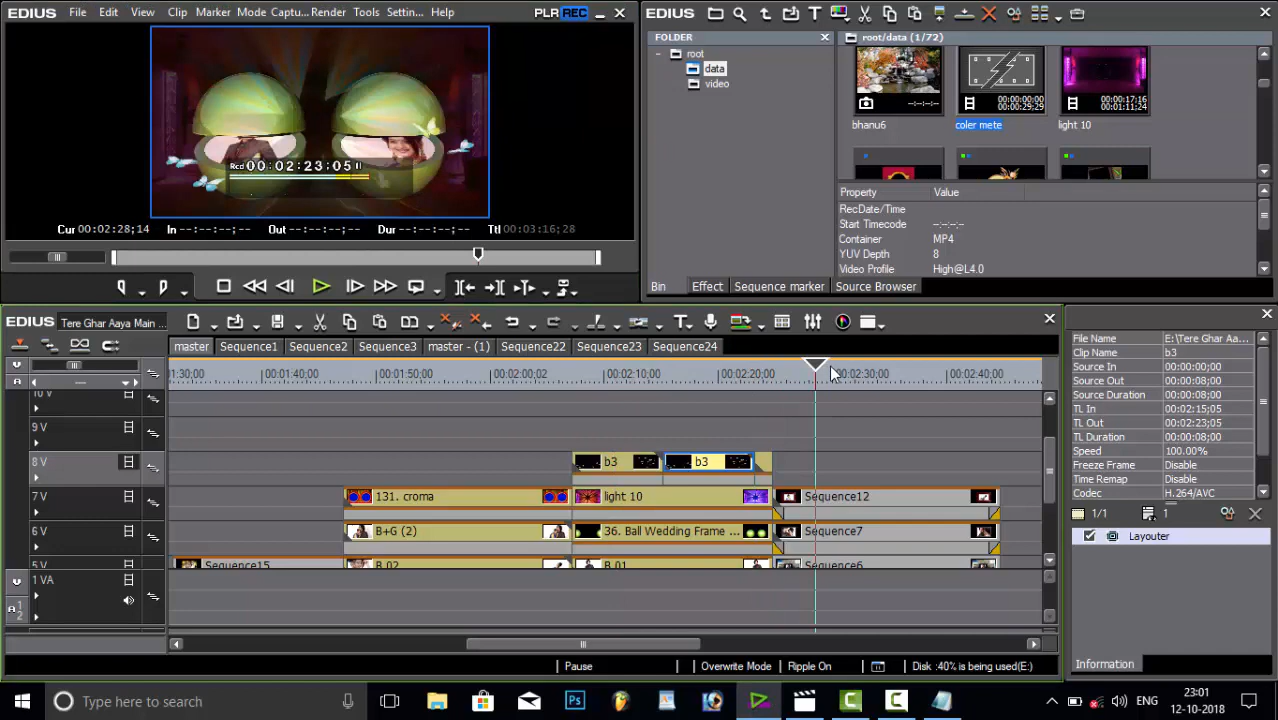 EDIUS File Edit View Clip Marker Mode Captu... Render Tools Settin... Help PLR REC
Rcd 00:02:23:05
Cur 00:02:28;14 In --:--:--;-- Out --:--:--;-- Dur --:--:--;-- Ttl 00:03:16;28
EDIUS
FOLDER
root
data
video
root/data (1/72)
--:--:--;--
00:00:00;00
00:00:29;29
00:00:17;16
00:01:11;24
bhanu6
coler mete
light 10
Property Value
RecDate/Time
Start Timecode --:--:--;--
Container MP4
YUV Depth 8
Video Profile High@L4.0
Bin Effect Sequence marker Source Browser
EDIUS Tere Ghar Aaya Main ...
master Sequence1 Sequence2 Sequence3 master - (1) Sequence22 Sequence23 Sequence24
01:30;00 00:01:40;00 00:01:50;00 00:02:00;02 00:02:10;00 00:02:20;00 00:02:30;00 00:02:40;00
10 V
9 V
8 V b3 b3
7 V 131. croma light 10 Sequence12
6 V B+G (2) 36. Ball Wedding Frame ... Sequence7
5 V Sequence15 B 02 B 01 Sequence6
1 VA
A 1 2
Pause Overwrite Mode Ripple On Disk :40% is being used(E:)
File Name E:\Tere Ghar Aa...
Clip Name b3
Source In 00:00:00;00
Source Out 00:00:08;00
Source Duration 00:00:08;00
TL In 00:02:15;05
TL Out 00:02:23;05
TL Duration 00:00:08;00
Speed 100.00%
Freeze Frame Disable
Time Remap Disable
Codec H.264/AVC
1/1 1
Layouter
Information
Type here to search
Ps
ENG
23:01
12-10-2018